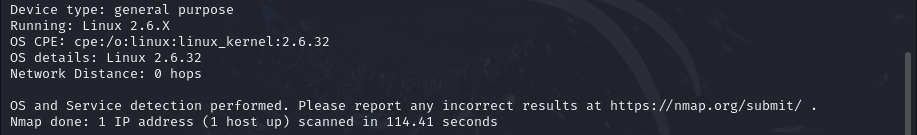 Device type: general purpose
Running: Linux 2.6.X
OS CPE: cpe:/o:linux:linux_kernel:2.6.32
OS details: Linux 2.6.32
Network Distance: 0 hops
OS and Service detection performed. Please report any incorrect results at https://nmap.org/submit/ .
Nmap done: 1 IP address (1 host up) scanned in 114.41 seconds